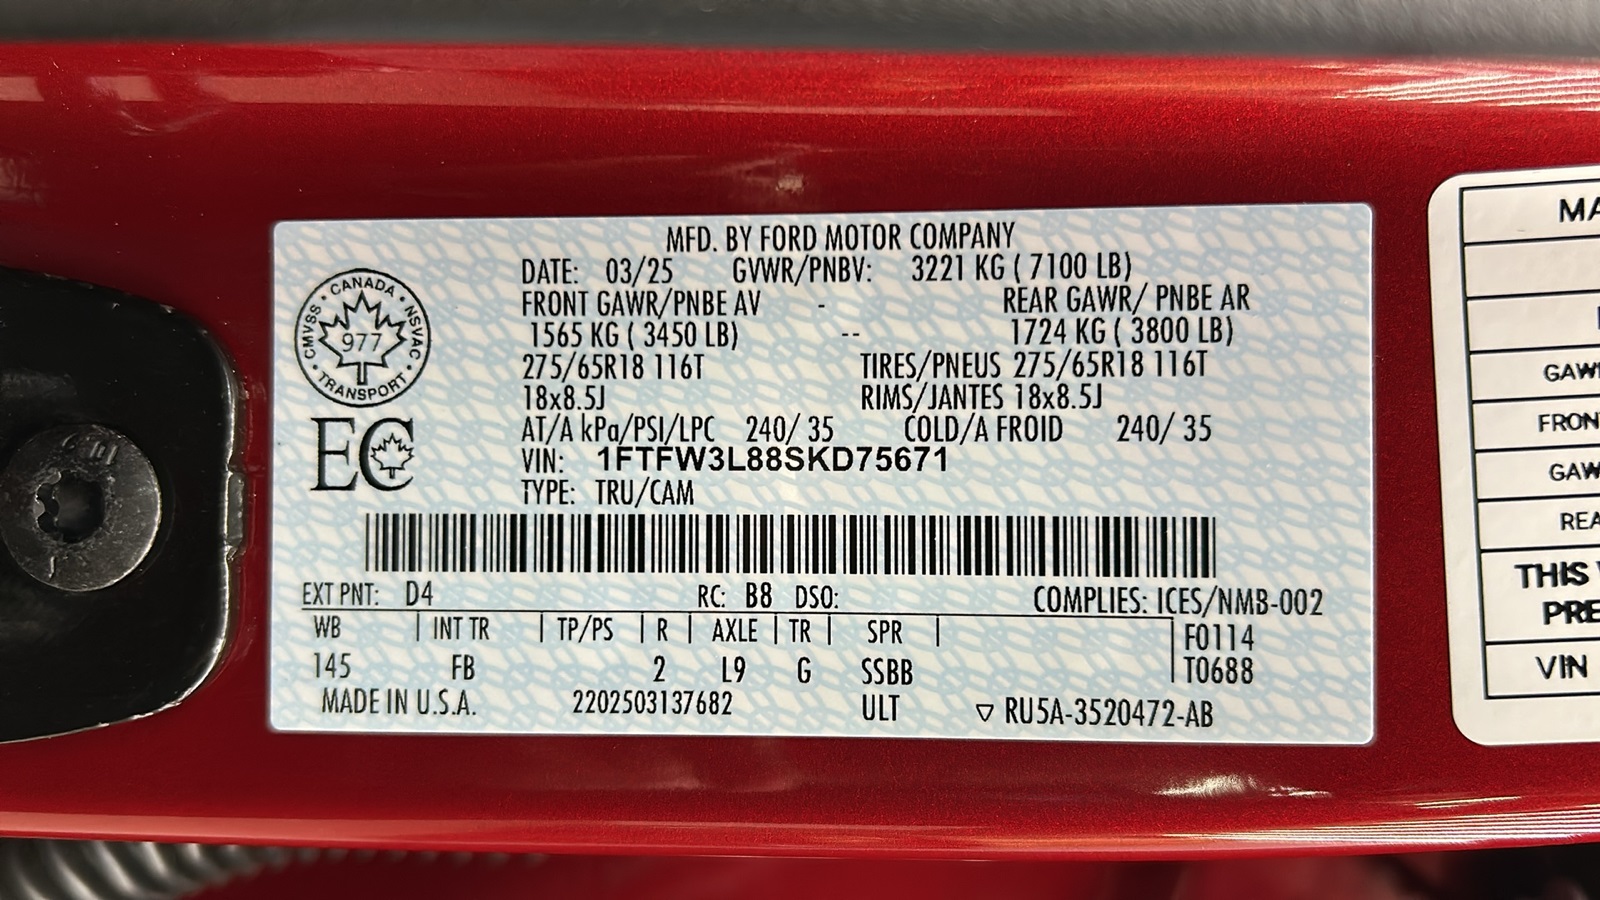 MFD. BY FORD MOTOR COMPANY
DATE: 03/25 GVWR/PNBV: 3221 KG ( 7100 LB)
FRONT GAWR/PNBE AV - REAR GAWR/ PNBE AR
1565 KG ( 3450 LB) -- 1724 KG ( 3800 LB)
275/65R18 116T TIRES/PNEUS 275/65R18 116T
18x8.5J RIMS/JANTES 18x8.5J
AT/A kPa/PSI/LPC 240/ 35 COLD/A FROID 240/ 35
VIN: 1FTFW3L88SKD75671
TYPE: TRU/CAM
CMVSS • CANADA • NSVAC • TRANSPORT •
977
EC
EXT PNT: D4 RC: B8 DSO: COMPLIES: ICES/NMB-002
WB | INT TR | TP/PS | R | AXLE | TR | SPR | F0114
145 FB 2 L9 G SSBB T0688
MADE IN U.S.A. 2202503137682 ULT ▽ RU5A-3520472-AB
GAW
FRON
GAW
REA
THIS
PRE
VIN